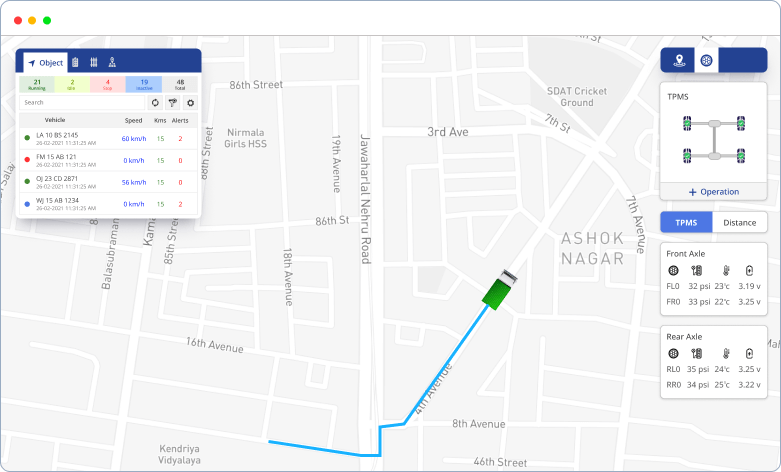 Object
21 2 4 19 48
Running Idle Stop Inactive Total
Search
Vehicle Speed Kms Alerts
LA 10 BS 2145
26-02-2021 11:31:25 AM
60 km/h 15 2
FM 15 AB 121
26-02-2021 11:31:25 AM
0 km/h 15 0
OJ 23 CD 2871
26-02-2021 11:31:25 AM
56 km/h 15 0
WJ 15 AB 1234
26-02-2021 11:31:25 AM
0 km/h 15 2
86th Street
Nirmala
Girls HSS
86th Street
19th Avenue
Jawaharlal Nehru Road
3rd Ave
SDAT Cricket
Ground
7th St
7th Avenue
86th St
85th Street
Balasubraman
18th Avenue
ASHOK
NAGAR
16th Avenue
4th Avenue
8th Avenue
46th Street
Kendriya
Vidyalaya
TPMS
+ Operation
TPMS Distance
Front Axle
FL0 32 psi 23°c 3.19 v
FR0 33 psi 22°c 3.25 v
Rear Axle
RL0 35 psi 24°c 3.25 v
RR0 34 psi 25°c 3.22 v